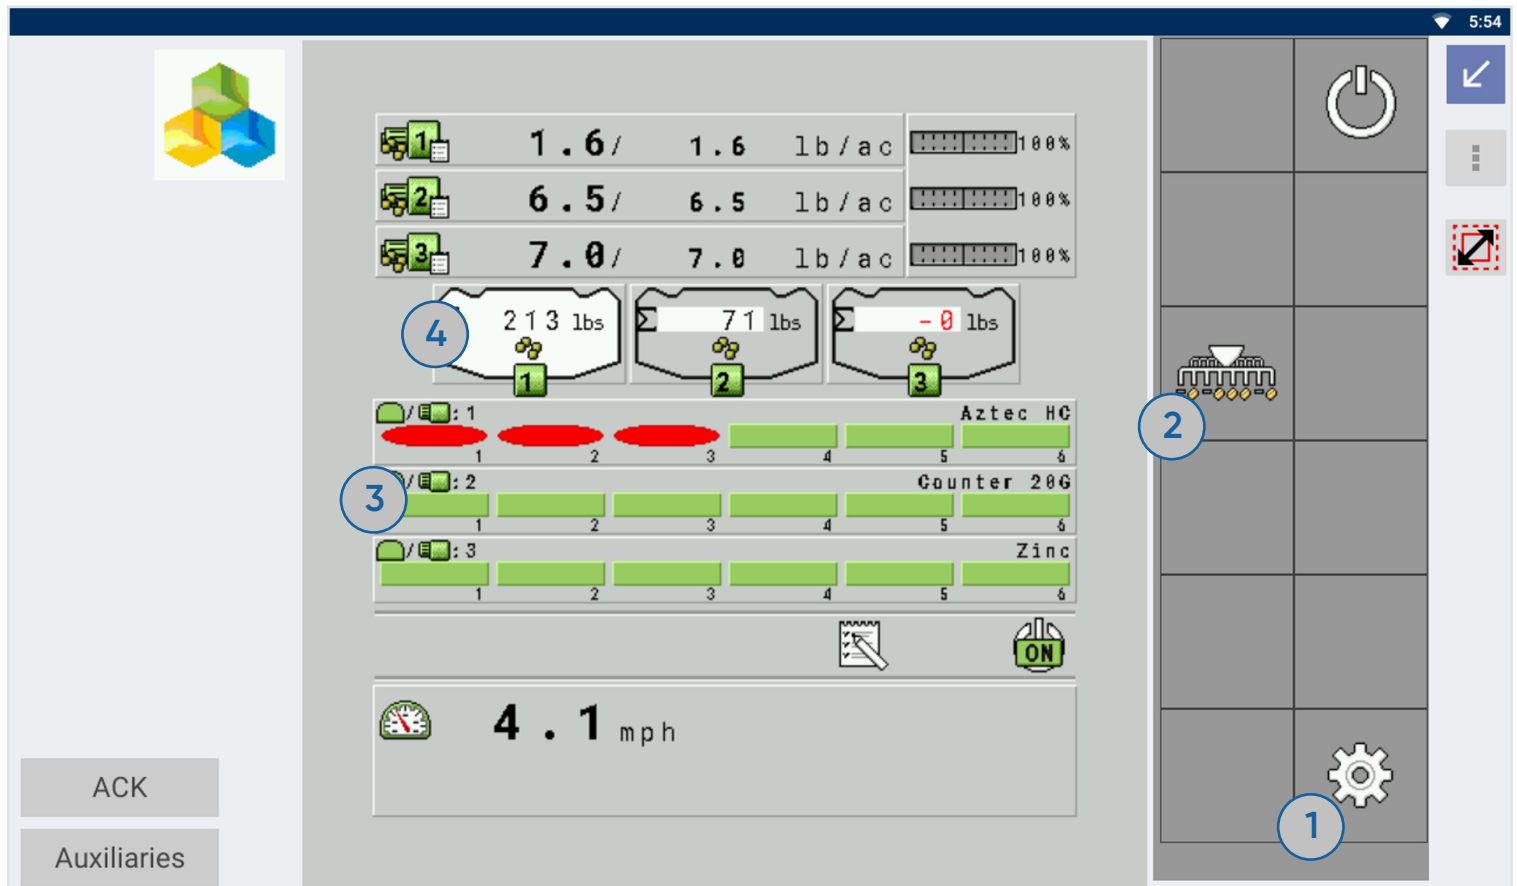 5:54
1 1.6/ 1.6 lb/ac 100%
2 6.5/ 6.5 lb/ac 100%
3 7.0/ 7.0 lb/ac 100%
4 213 lbs Σ 71 lbs Σ -0 lbs
1 2 3
/ : 1 Aztec HC
1 2 3 4 5 6
2
/ : 2 Counter 20G
3
1 2 3 4 5 6
/ : 3 Zinc
1 2 3 4 5 6
ON
4.1 mph
ACK
1
Auxiliaries